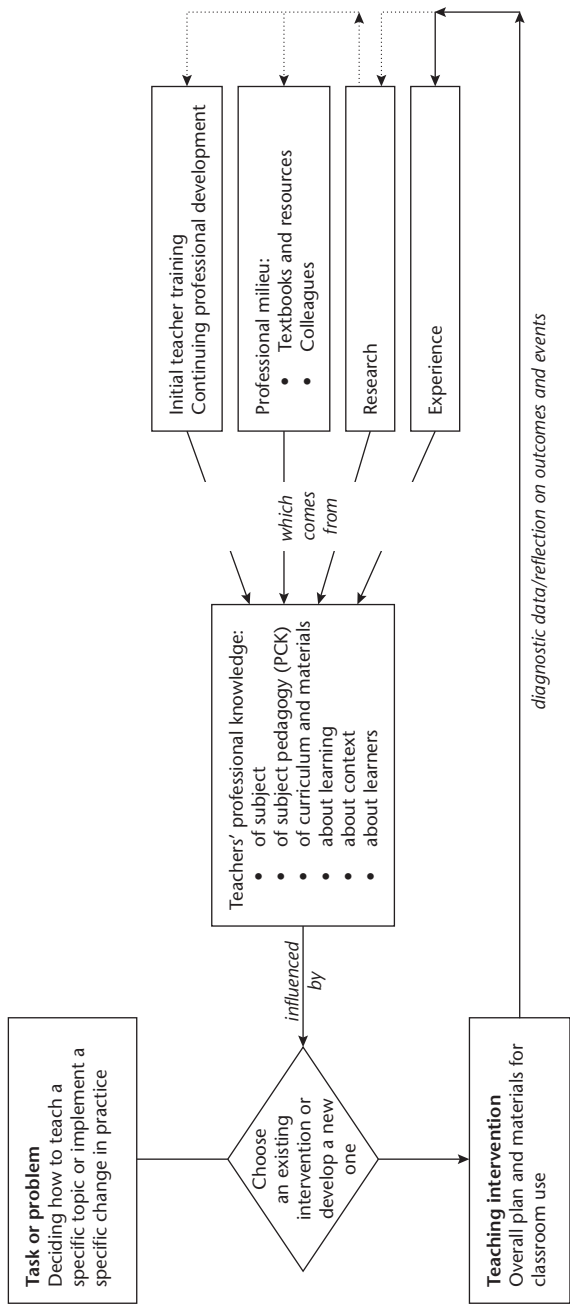 Task or problem
Deciding how to teach a
specific topic or implement a
specific change in practice
Choose
an existing
intervention or
develop a new
one
Teaching intervention
Overall plan and materials for
classroom use
influenced
by
Teachers’ professional knowledge:
• of subject
• of subject pedagogy (PCK)
• of curriculum and materials
• about learning
• about context
• about learners
which
comes
from
Initial teacher training
Continuing professional development
Professional milieu:
• Textbooks and resources
• Colleagues
Research
Experience
diagnostic data/reflection on outcomes and events